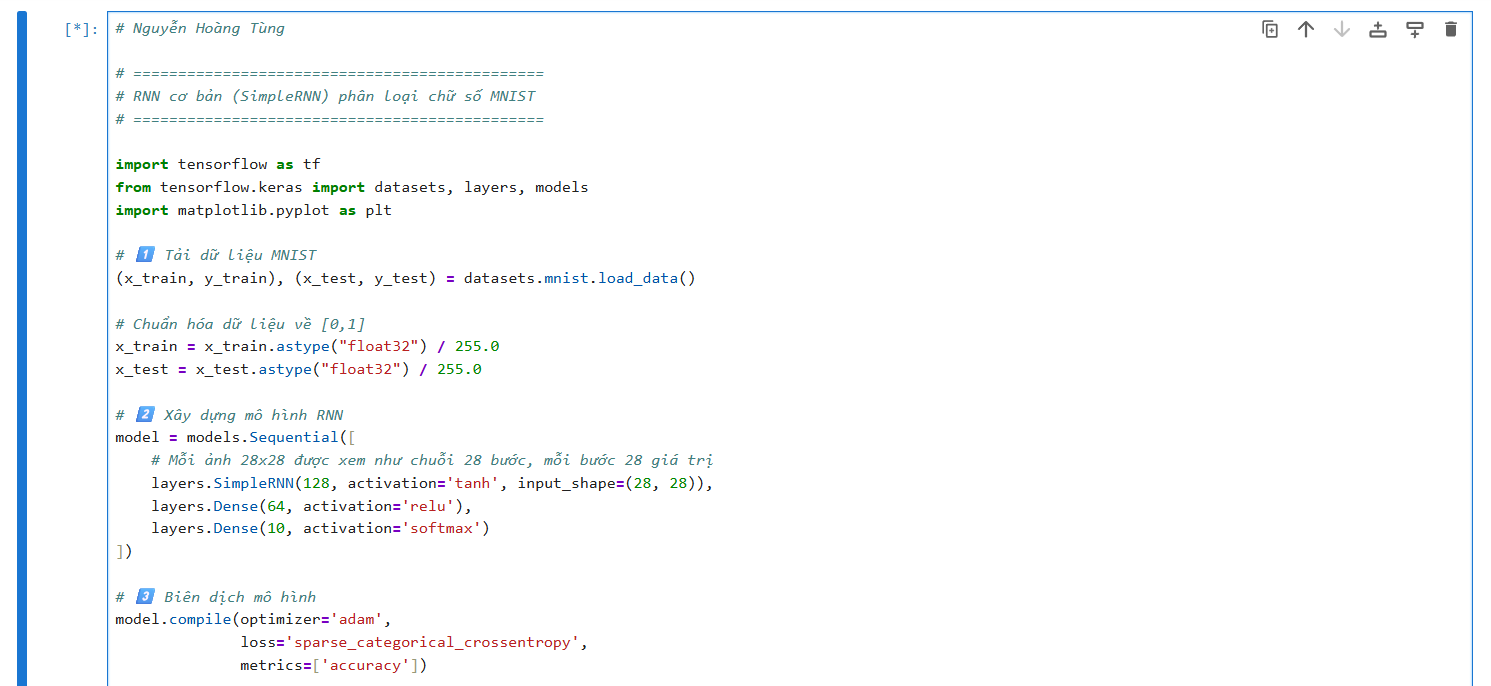 [*]:
# Nguyễn Hoàng Tùng
# ==============================================
# RNN cơ bản (SimpleRNN) phân loại chữ số MNIST
# ==============================================
import tensorflow as tf
from tensorflow.keras import datasets, layers, models
import matplotlib.pyplot as plt
# 1️⃣ Tải dữ liệu MNIST
(x_train, y_train), (x_test, y_test) = datasets.mnist.load_data()
# Chuẩn hóa dữ liệu về [0,1]
x_train = x_train.astype("float32") / 255.0
x_test = x_test.astype("float32") / 255.0
# 2️⃣ Xây dựng mô hình RNN
model = models.Sequential([
    # Mỗi ảnh 28x28 được xem như chuỗi 28 bước, mỗi bước 28 giá trị
    layers.SimpleRNN(128, activation='tanh', input_shape=(28, 28)),
    layers.Dense(64, activation='relu'),
    layers.Dense(10, activation='softmax')
])
# 3️⃣ Biên dịch mô hình
model.compile(optimizer='adam',
              loss='sparse_categorical_crossentropy',
              metrics=['accuracy'])